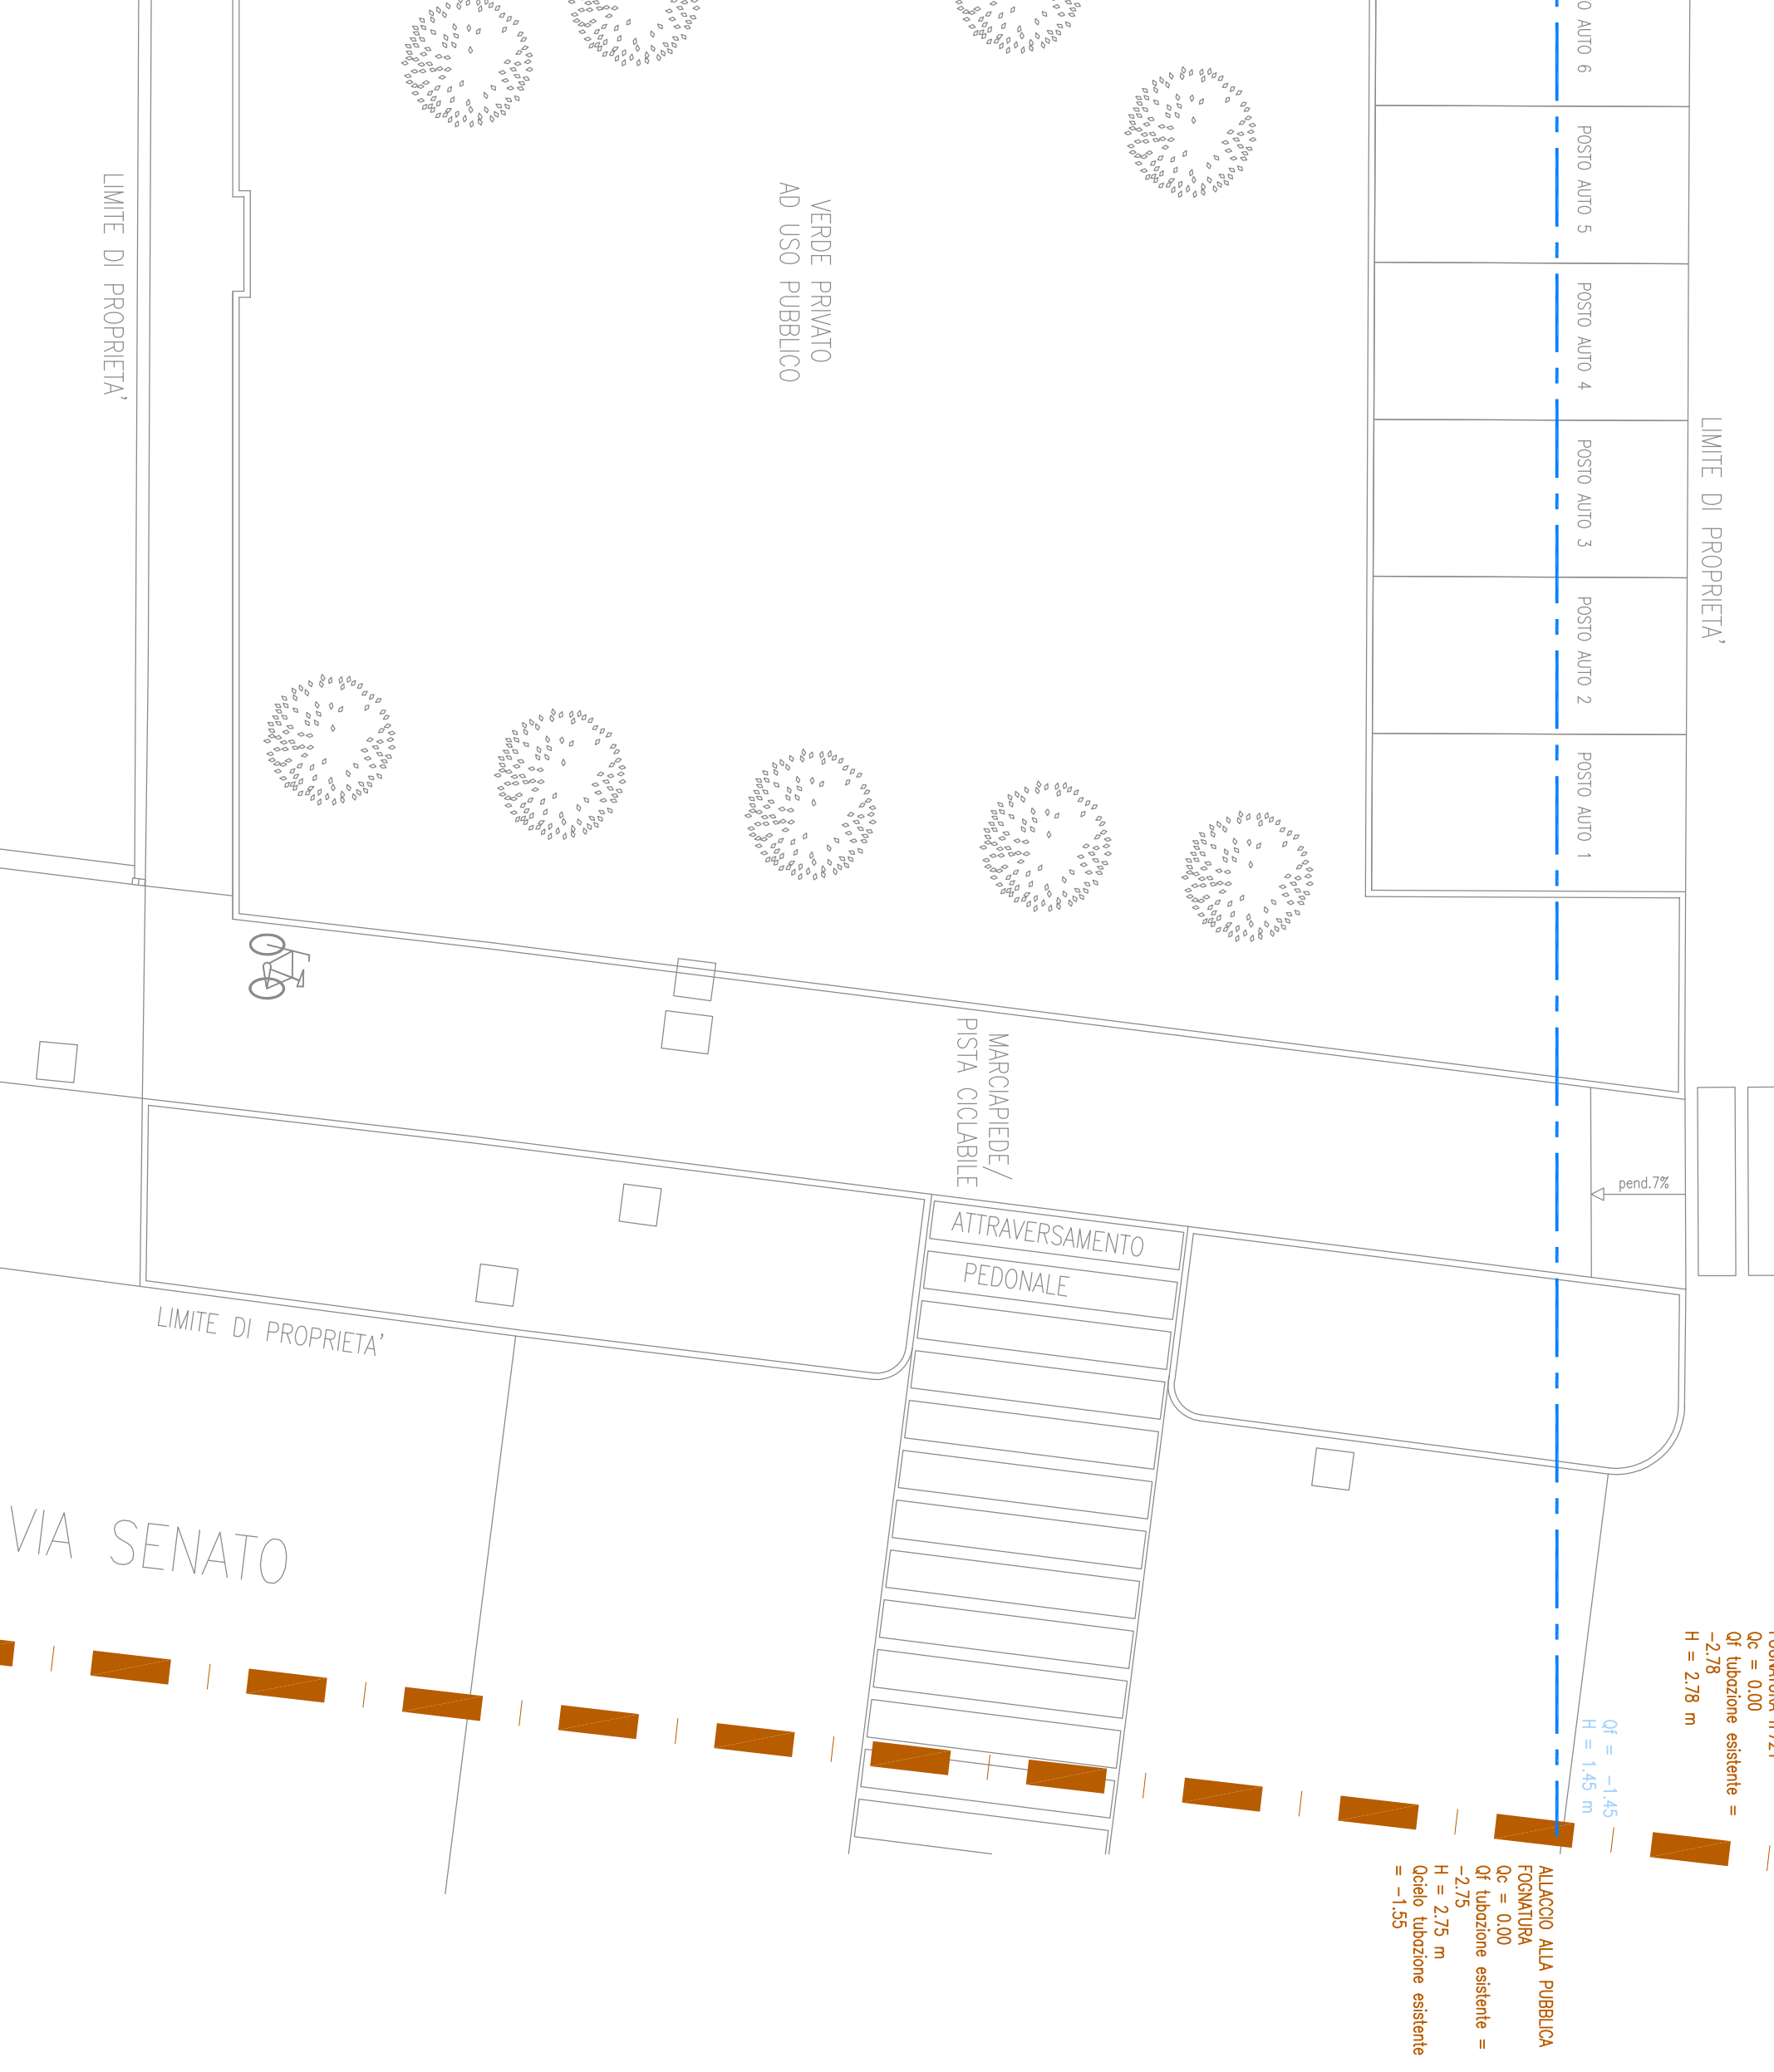 O AUTO 6
POSTO AUTO 5
POSTO AUTO 4
POSTO AUTO 3
POSTO AUTO 2
POSTO AUTO 1
LIMITE DI PROPRIETA'
VERDE PRIVATO
AD USO PUBBLICO
LIMITE DI PROPRIETA'
MARCIAPIEDE/
PISTA CICLABILE
pend.7%
ATTRAVERSAMENTO
PEDONALE
LIMITE DI PROPRIETA'
VIA SENATO
Qc = 0.00
Qf tubazione esistente =
-2.78
H = 2.78 m
Qf = -1.45
H = 1.45 m
ALLACCIO ALLA PUBBLICA
FOGNATURA
Qc = 0.00
Qf tubazione esistente =
-2.75
H = 2.75 m
Qcielo tubazione esistente
= -1.55